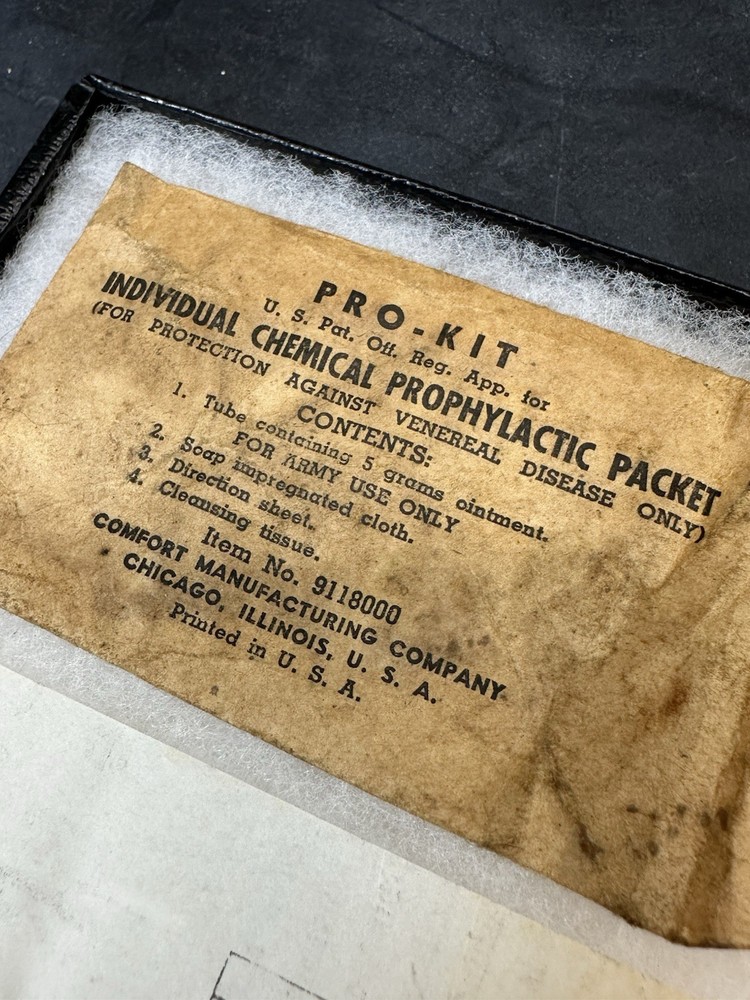 PRO-KIT
U. S. Pat. Off. Reg. App. for
INDIVIDUAL CHEMICAL PROPHYLACTIC PACKET
(FOR PROTECTION AGAINST VENEREAL DISEASE ONLY)
CONTENTS:
1. Tube containing 5 grams ointment.
FOR ARMY USE ONLY
2. Soap impregnated cloth.
3. Direction sheet.
4. Cleansing tissue.
Item No. 9118000
COMFORT MANUFACTURING COMPANY
CHICAGO, ILLINOIS, U. S. A.
Printed in U. S. A.